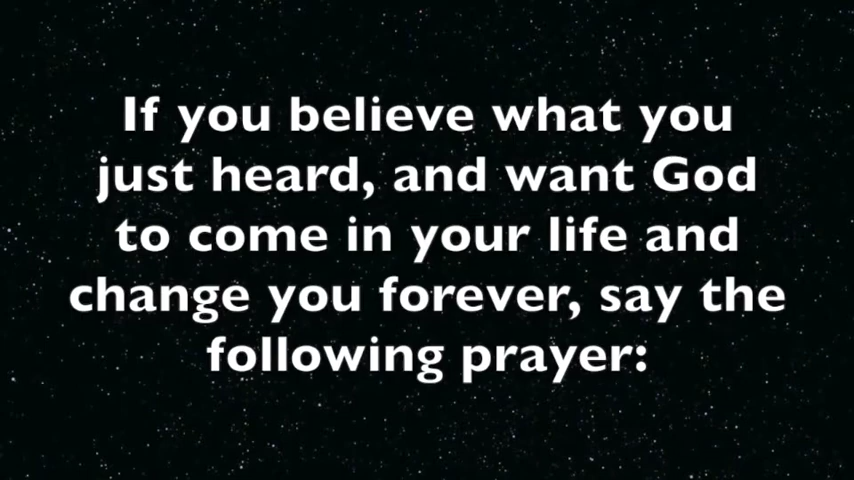 If you believe what you
just heard, and want God
to come in your life and
change you forever, say the
following prayer: